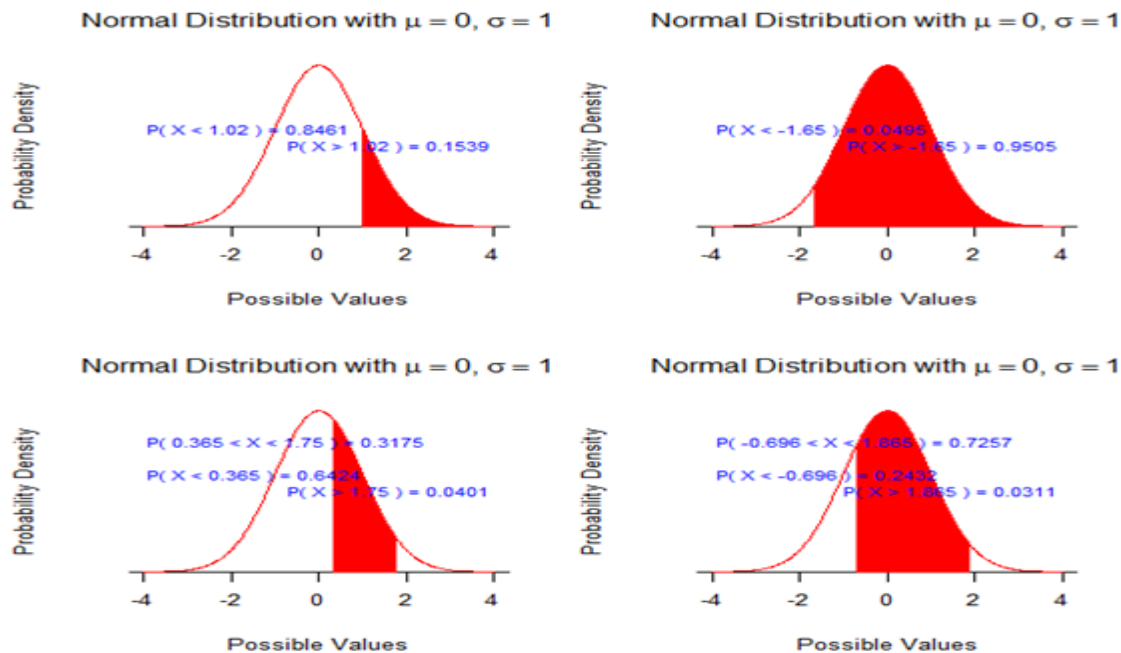 Normal Distribution with μ = 0, σ = 1
Probability Density
P( X < 1.02 ) = 0.8461
P( X > 1.02 ) = 0.1539
-4 -2 0 2 4
Possible Values
Normal Distribution with μ = 0, σ = 1
Probability Density
P( X < -1.65 ) = 0.0495
P( X > -1.65 ) = 0.9505
-4 -2 0 2 4
Possible Values
Normal Distribution with μ = 0, σ = 1
Probability Density
P( 0.365 < X < 1.75 ) = 0.3175
P( X < 0.365 ) = 0.6424
P( X > 1.75 ) = 0.0401
-4 -2 0 2 4
Possible Values
Normal Distribution with μ = 0, σ = 1
Probability Density
P( -0.696 < X < 1.865 ) = 0.7257
P( X < -0.696 ) = 0.2432
P( X > 1.865 ) = 0.0311
-4 -2 0 2 4
Possible Values